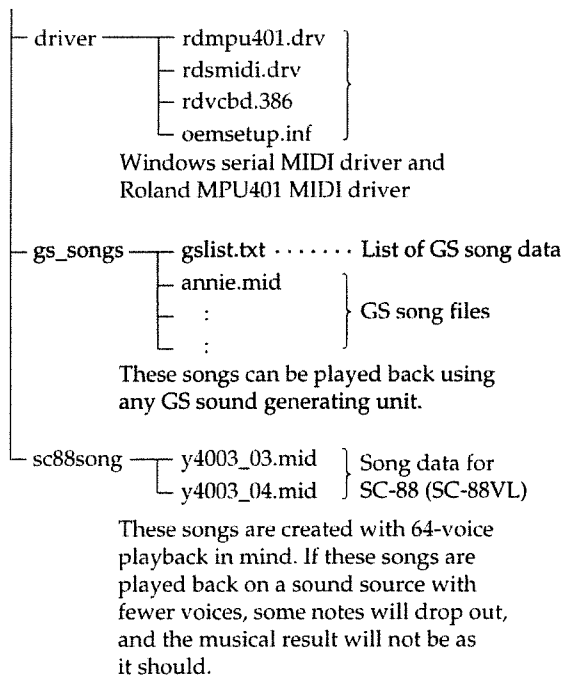 driver rdmpu401.drv
rdsmidi.drv
rdvcbd.386
oemsetup.inf
Windows serial MIDI driver and
Roland MPU401 MIDI driver
gs_songs gslist.txt ······· List of GS song data
annie.mid
: GS song files
:
These songs can be played back using
any GS sound generating unit.
sc88song y4003_03.mid Song data for
y4003_04.mid SC-88 (SC-88VL)
These songs are created with 64-voice
playback in mind. If these songs are
played back on a sound source with
fewer voices, some notes will drop out,
and the musical result will not be as
it should.